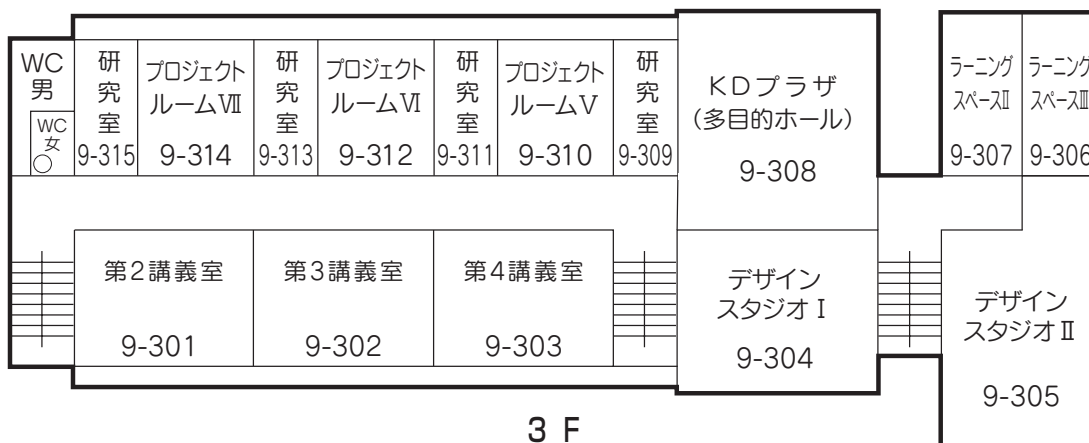 WC
男
WC
女
研究室
9-315
プロジェクト
ルームⅦ
9-314
研究室
9-313
プロジェクト
ルームⅥ
9-312
研究室
9-311
プロジェクト
ルームⅤ
9-310
研究室
9-309
KDプラザ
(多目的ホール)
9-308
ラーニング
スペースⅡ
9-307
ラーニング
スペースⅢ
9-306
第2講義室
9-301
第3講義室
9-302
第4講義室
9-303
デザイン
スタジオⅠ
9-304
デザイン
スタジオⅡ
9-305
3 F